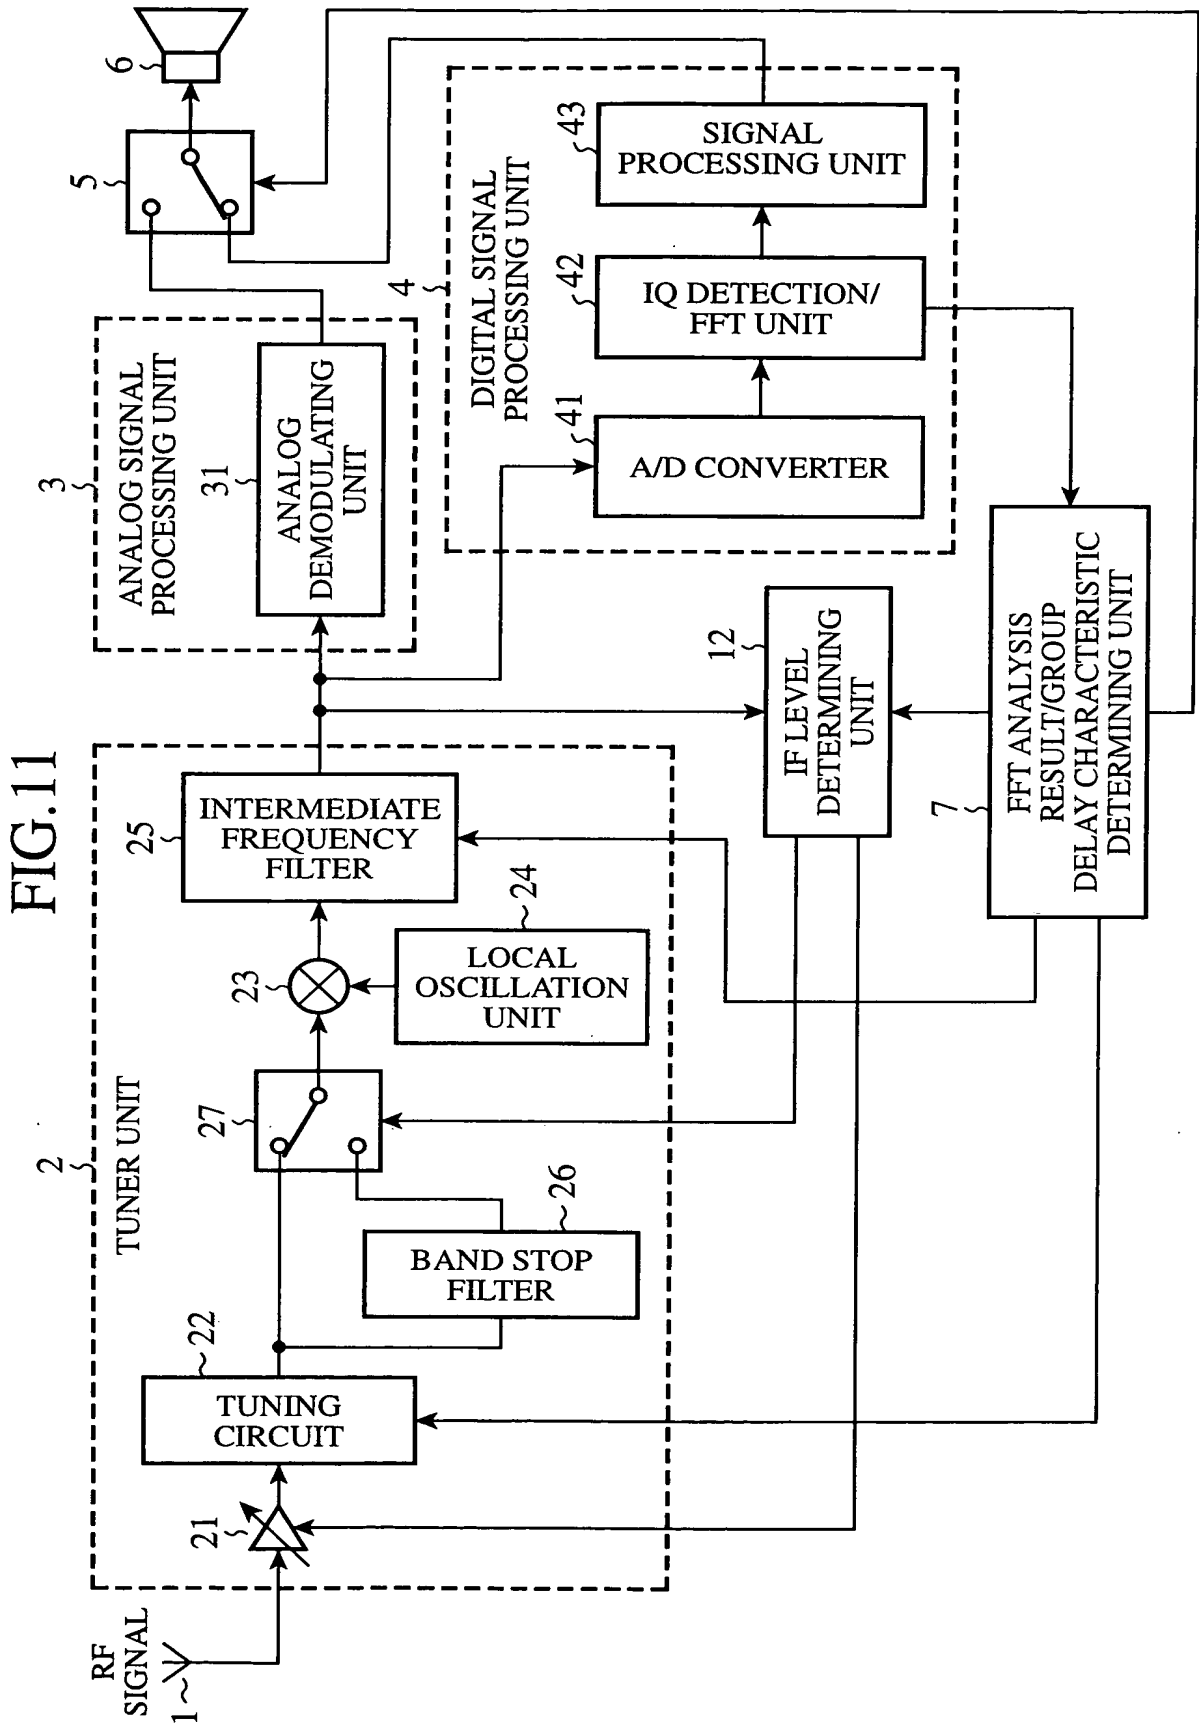 FIG.11
RF
SIGNAL
1
2
TUNER UNIT
21
22
TUNING
CIRCUIT
26
BAND STOP
FILTER
27
23
24
LOCAL
OSCILLATION
UNIT
25
INTERMEDIATE
FREQUENCY
FILTER
3
ANALOG SIGNAL
PROCESSING UNIT
31
ANALOG
DEMODULATING
UNIT
5
6
4
DIGITAL SIGNAL
PROCESSING UNIT
41
A/D CONVERTER
42
IQ DETECTION/
FFT UNIT
43
SIGNAL
PROCESSING UNIT
12
IF LEVEL
DETERMINING
UNIT
7
FFT ANALYSIS
RESULT/GROUP
DELAY CHARACTERISTIC
DETERMINING UNIT